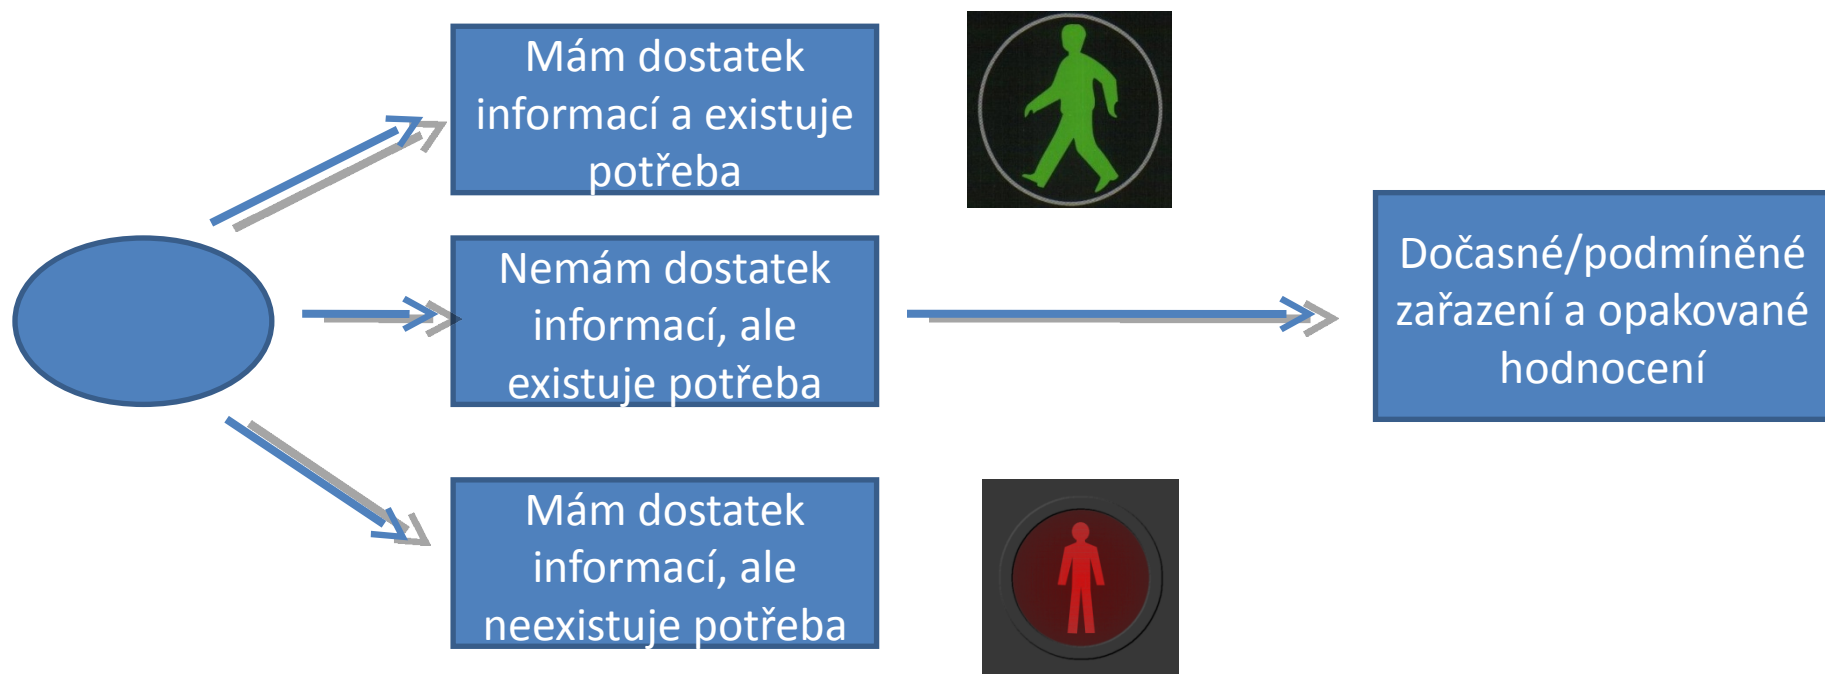 Mám dostatek
informací a existuje
potřeba
Nemám dostatek
informací, ale
existuje potřeba
Dočasné/podmíněné
zařazení a opakované
hodnocení
Mám dostatek
informací, ale
neexistuje potřeba